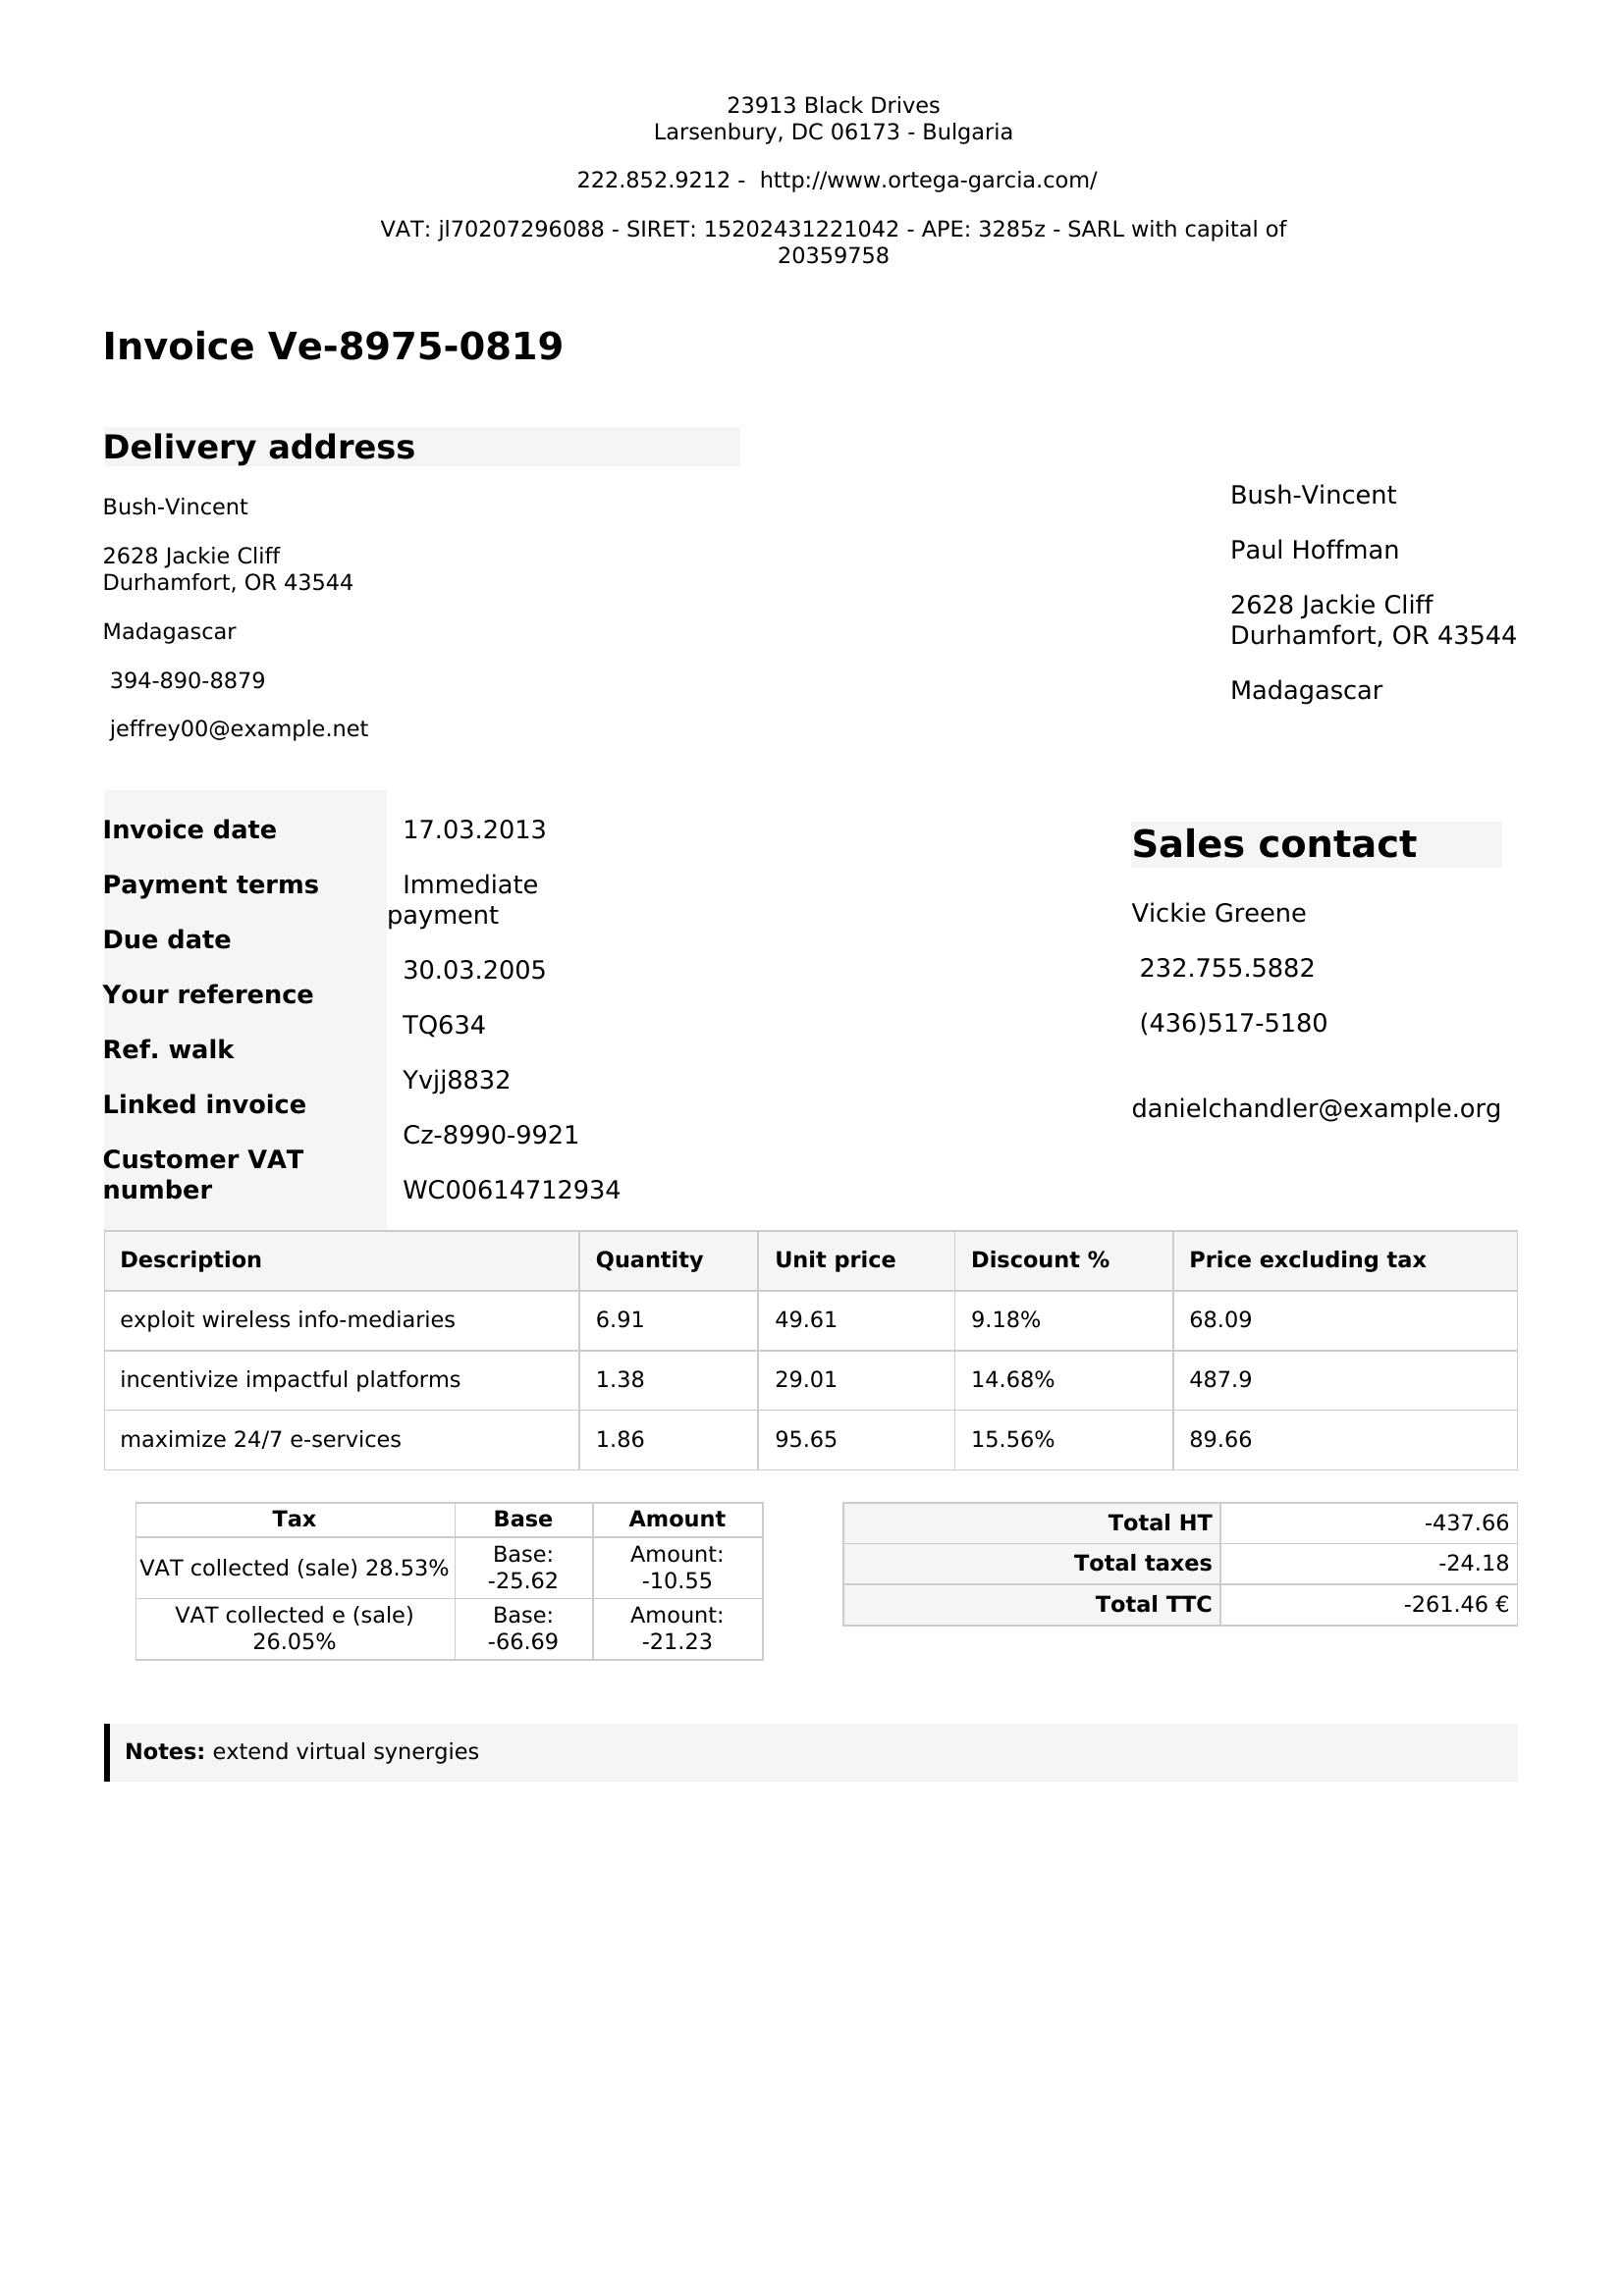 23913 Black Drives
Larsenbury, DC 06173 - Bulgaria
222.852.9212 -  http://www.ortega-garcia.com/
VAT: jl70207296088 - SIRET: 15202431221042 - APE: 3285z - SARL with capital of
20359758
Invoice Ve-8975-0819
Delivery address
Bush-Vincent
2628 Jackie Cliff
Durhamfort, OR 43544
Madagascar
394-890-8879
jeffrey00@example.net
Bush-Vincent
Paul Hoffman
2628 Jackie Cliff
Durhamfort, OR 43544
Madagascar
Invoice date
Payment terms
Due date
Your reference
Ref. walk
Linked invoice
Customer VAT
number
17.03.2013
Immediate
payment
30.03.2005
TQ634
Yvjj8832
Cz-8990-9921
WC00614712934
Sales contact
Vickie Greene
232.755.5882
(436)517-5180
danielchandler@example.org
Description Quantity Unit price Discount % Price excluding tax
exploit wireless info-mediaries 6.91 49.61 9.18% 68.09
incentivize impactful platforms 1.38 29.01 14.68% 487.9
maximize 24/7 e-services 1.86 95.65 15.56% 89.66
Tax Base Amount
VAT collected (sale) 28.53% Base: -25.62 Amount: -10.55
VAT collected e (sale) 26.05% Base: -66.69 Amount: -21.23
Total HT -437.66
Total taxes -24.18
Total TTC -261.46 €
Notes: extend virtual synergies